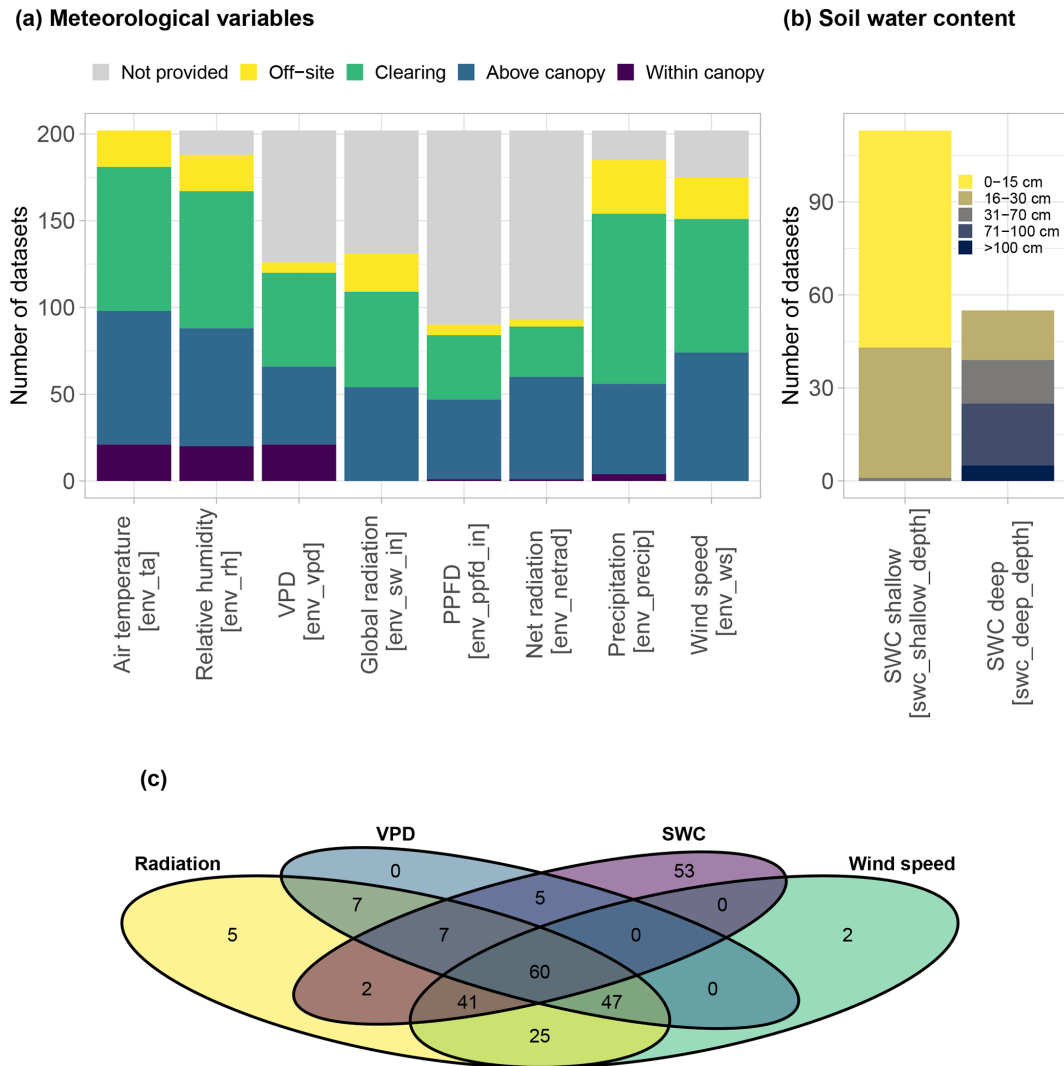 (a) Meteorological variables
(b) Soil water content
Not provided
Off−site
Clearing
Above canopy
Within canopy
Number of datasets
200
150
100
50
0
Air temperature
[env_ta]
Relative humidity
[env_rh]
VPD
[env_vpd]
Global radiation
[env_sw_in]
PPFD
[env_ppfd_in]
Net radiation
[env_netrad]
Precipitation
[env_precip]
Wind speed
[env_ws]
Number of datasets
90
60
30
0
0−15 cm
16−30 cm
31−70 cm
71−100 cm
>100 cm
SWC shallow
[swc_shallow_depth]
SWC deep
[swc_deep_depth]
(c)
VPD
SWC
Radiation
Wind speed
0
53
7
5
0
5
7
0
2
60
2
41
47
0
25